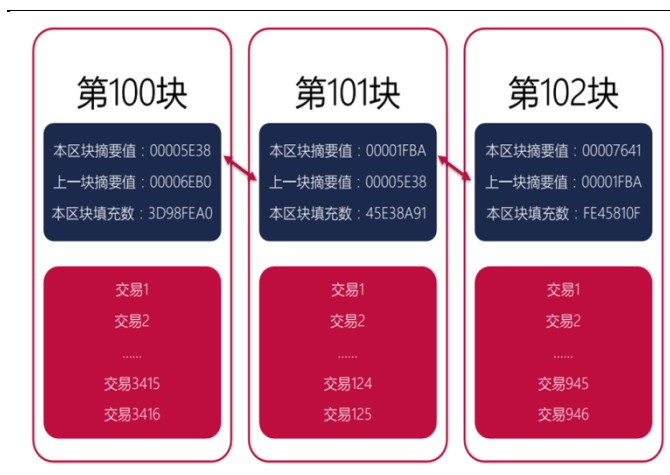 第100块
本区块摘要值：00005E38
上一块摘要值：00006EB0
本区块填充数：3D98FEA0
交易1
交易2
……
交易3415
交易3416
第101块
本区块摘要值：00001FBA
上一块摘要值：00005E38
本区块填充数：45E38A91
交易1
交易2
……
交易124
交易125
第102块
本区块摘要值：00007641
上一块摘要值：00001FBA
本区块填充数：FE45810F
交易1
交易2
……
交易945
交易946